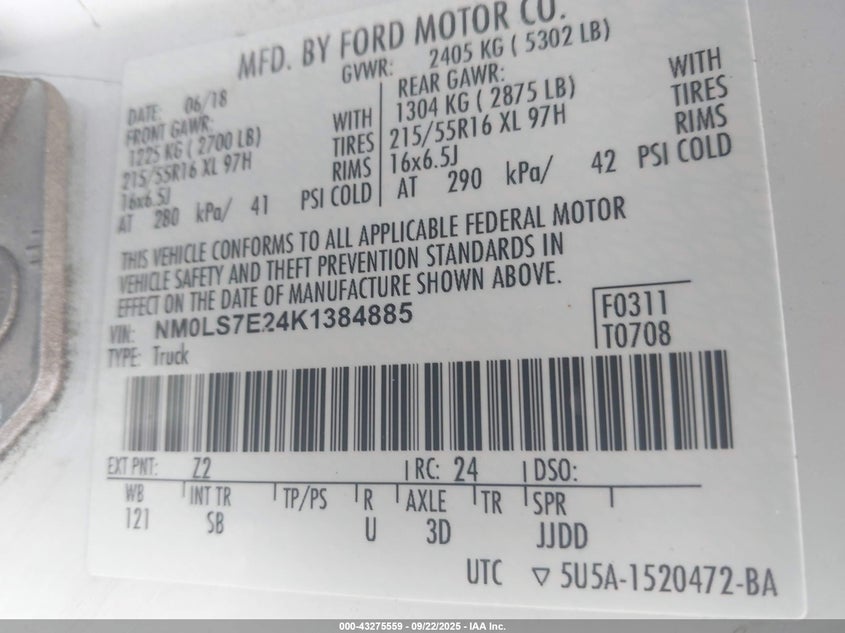 MFD. BY FORD MOTOR CO.
DATE: 06/18 GVWR: 2405 KG ( 5302 LB)
FRONT GAWR: REAR GAWR:
1225 KG ( 2700 LB) WITH 1304 KG ( 2875 LB) WITH
215/55R16 XL 97H TIRES 215/55R16 XL 97H TIRES
16x6.5J RIMS 16x6.5J RIMS
AT 280 kPa/ 41 PSI COLD AT 290 kPa/ 42 PSI COLD
THIS VEHICLE CONFORMS TO ALL APPLICABLE FEDERAL MOTOR
VEHICLE SAFETY AND THEFT PREVENTION STANDARDS IN
EFFECT ON THE DATE OF MANUFACTURE SHOWN ABOVE.
VIN: NM0LS7E24K1384885 F0311
TYPE: Truck T0708
EXT PNT: Z2 RC: 24 DSO:
WB INT TR TP/PS R AXLE TR SPR
121 SB U 3D JJDD
UTC ▽ 5U5A-1520472-BA
000-43275559 - 09/22/2025 - IAA Inc.